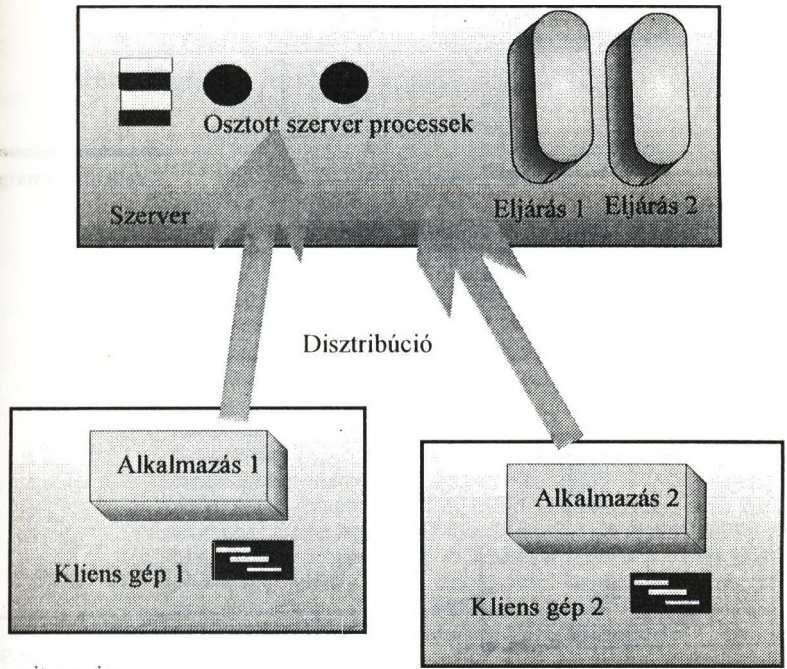 Osztott szerver processek
Szerver
Eljárás 1
Eljárás 2
Disztribúció
Alkalmazás 1
Kliens gép 1
Alkalmazás 2
Kliens gép 2